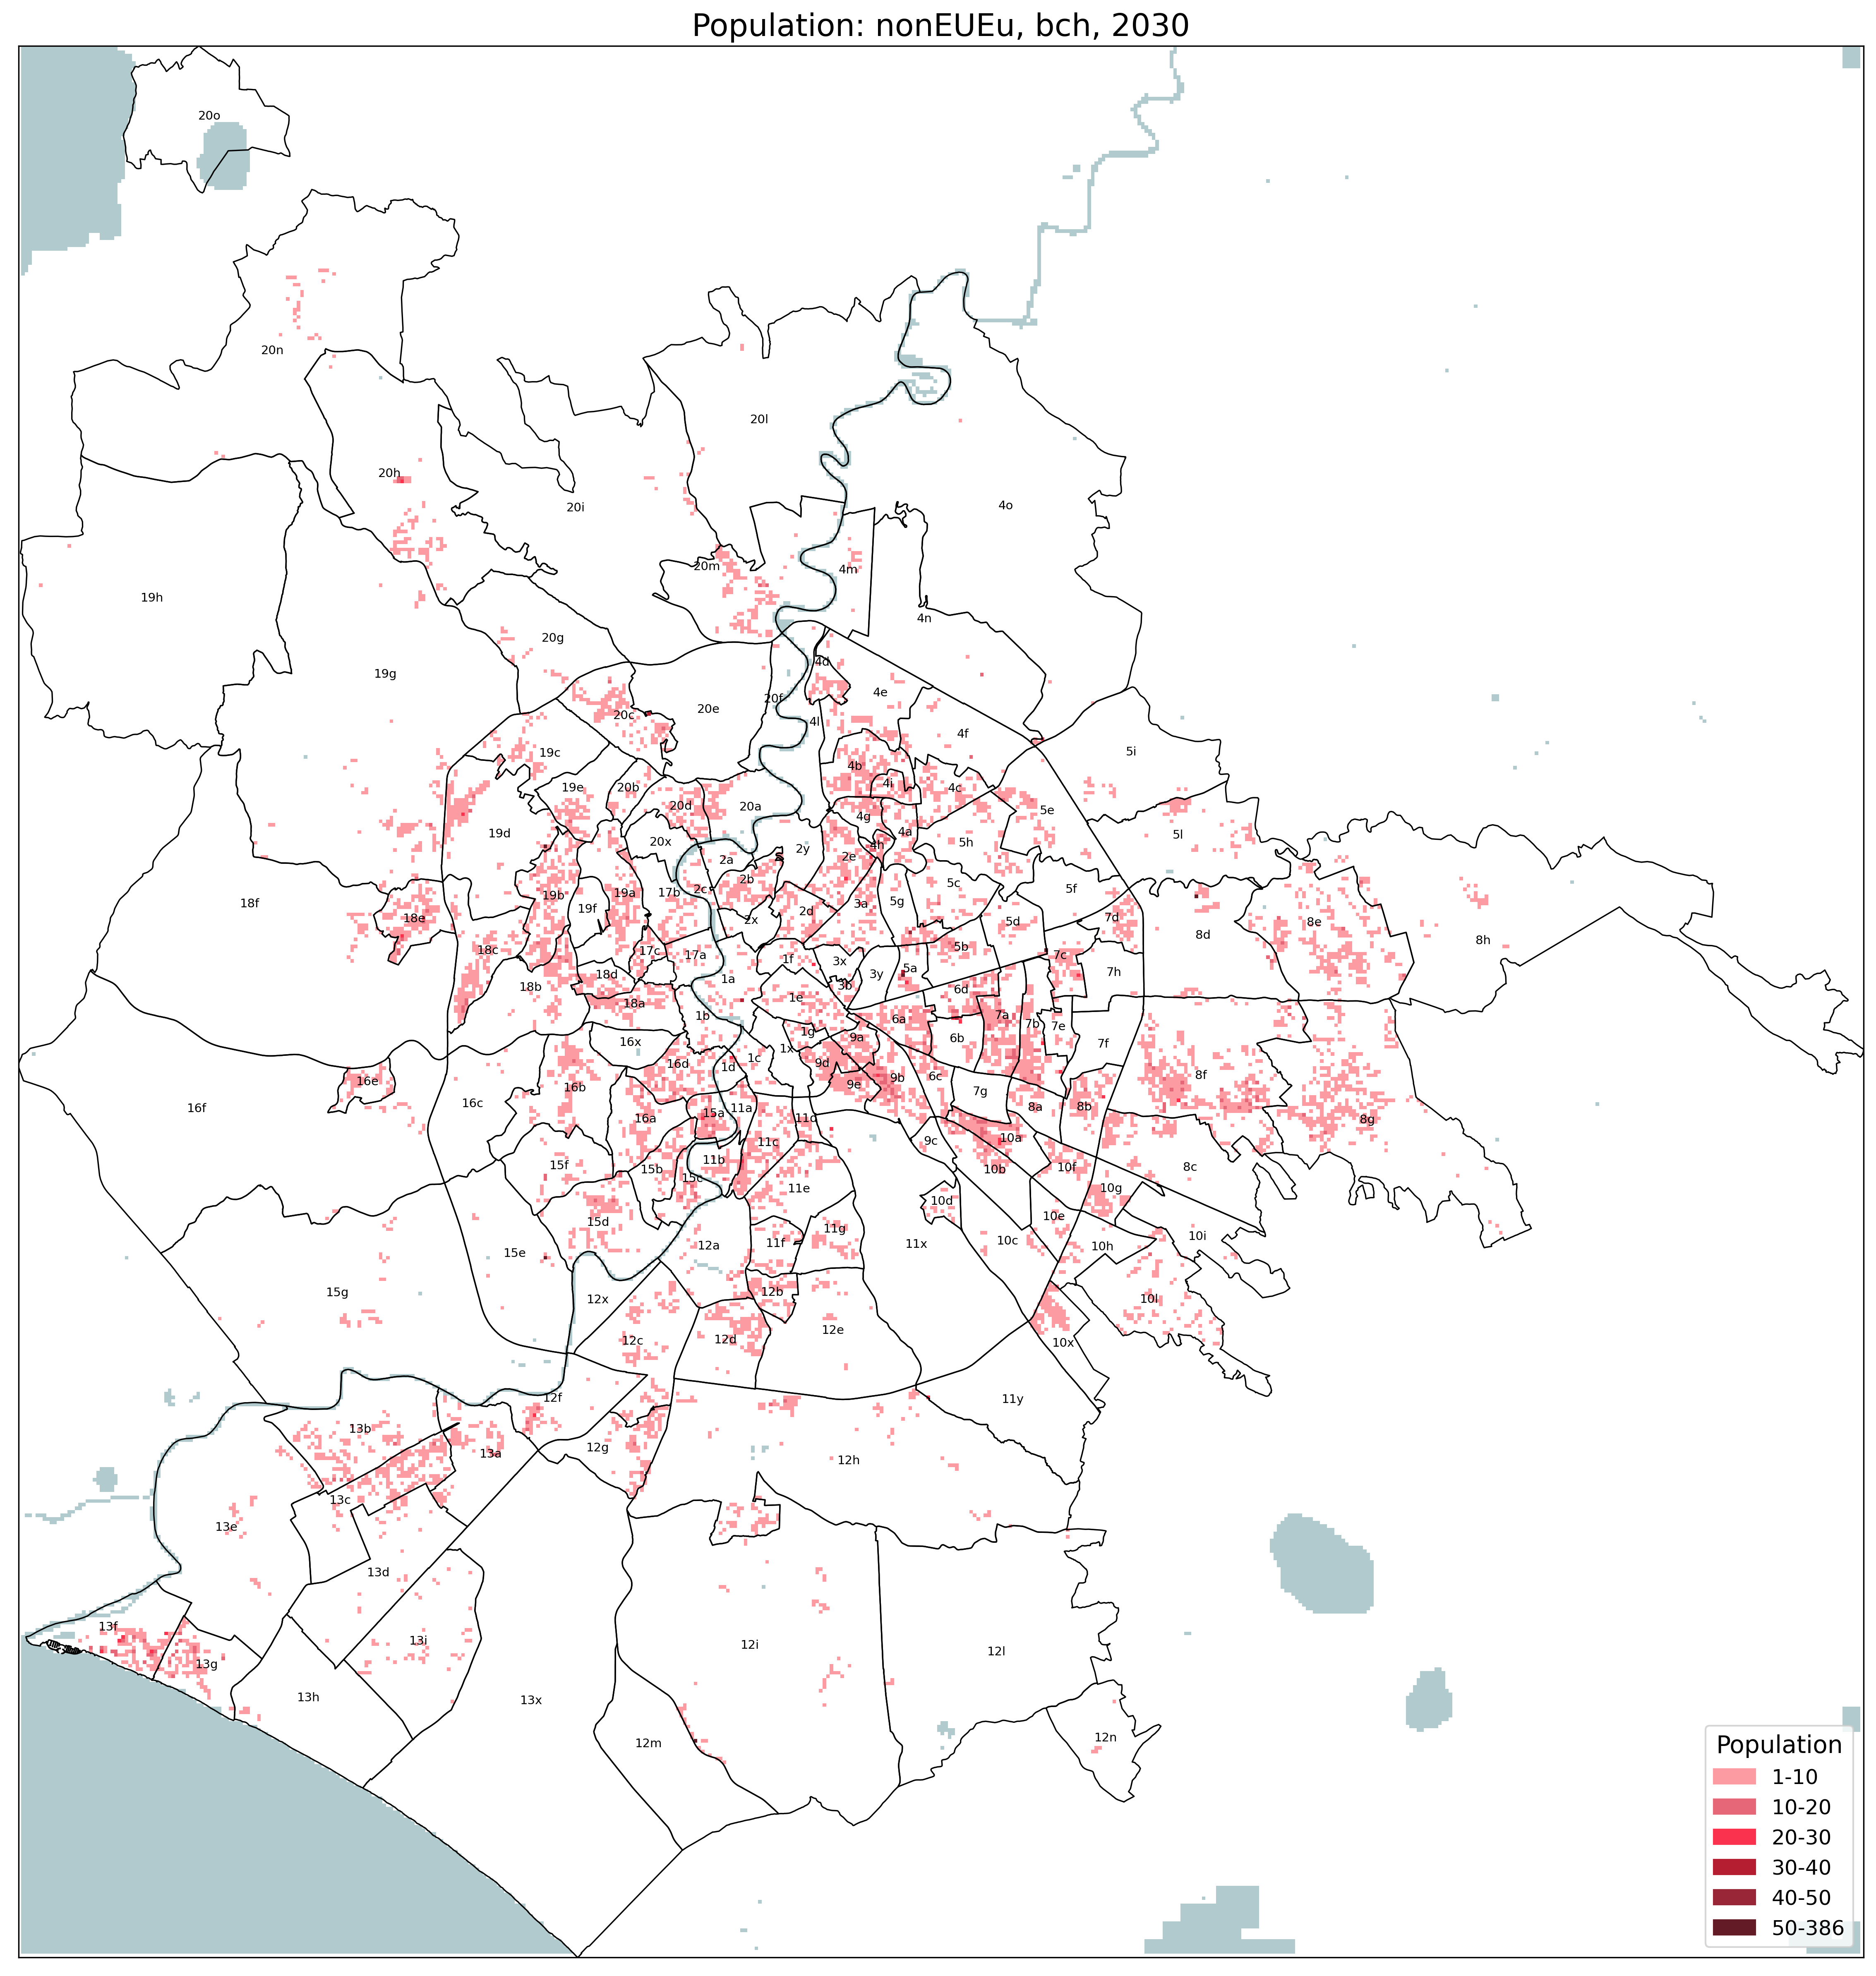 Population: nonEUEu, bch, 2030
20o
20n
20l
20h
20i
4o
20m
4m
19h
4n
20g
4d
19g
4e
20f
20e
20c
4l
4f
5i
19c
4b
4i
4c
19e
20b
20d
20a
5e
4g
19d
4a
5l
20x
4h
5h
2y
2a
2e
2b
5c
5f
2c
17b
19a
19b
18f
3a
5g
19f
2d
18e
2x
7d
5d
8e
8d
8h
5b
18c
17c
17a
1f
7c
3x
5a
7h
18d
3y
1a
18b
3b
6d
1e
18a
1b
6a
7a
7b
7e
1g
9a
6b
16x
7f
1x
1c
16d
9d
1d
8f
6c
9b
16e
9e
16b
7g
16c
8a
8b
16f
11a
15a
16a
11d
8g
10a
9c
11c
11b
15f
15b
10b
10f
8c
15c
11e
10g
10d
10e
15d
11g
10i
10c
11f
11x
12a
10h
15e
15g
12b
12x
10l
12e
12c
12d
10x
12f
11y
13b
12g
13a
12h
13c
13e
13d
13f
13i
12i
12l
13g
13h
13x
12n
12m
Population
1-10
10-20
20-30
30-40
40-50
50-386